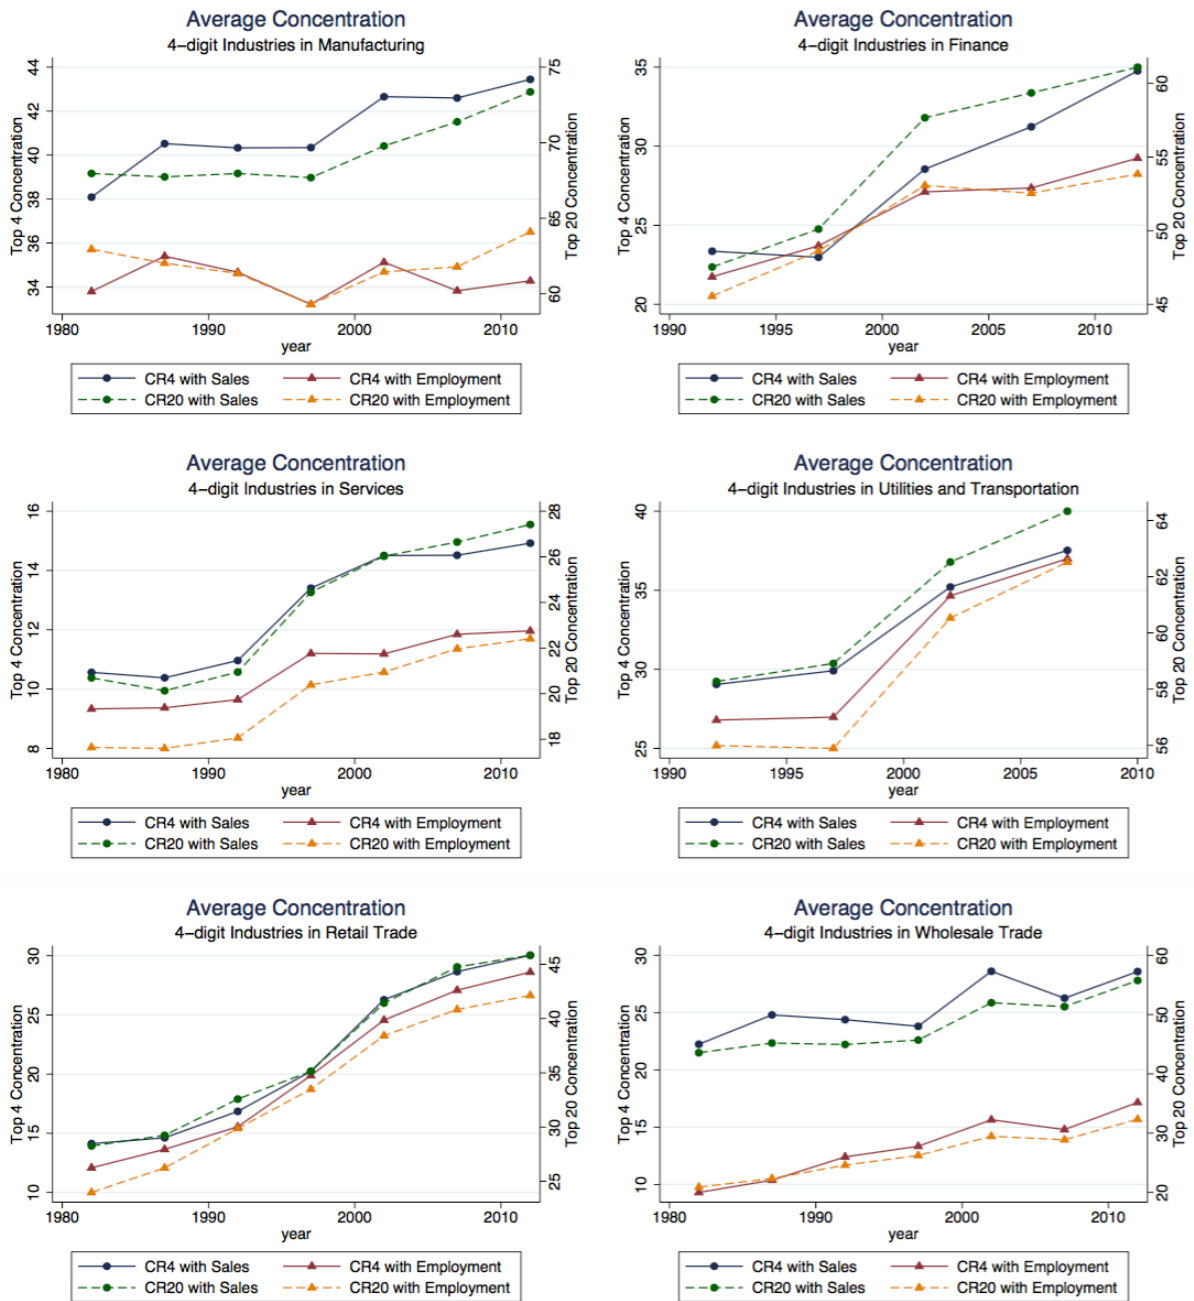 Average Concentration
4-digit Industries in Manufacturing
Top 4 Concentration
34 36 38 40 42 44
Top 20 Concentration
60 65 70 75
1980 1990 2000 2010
year
CR4 with Sales CR4 with Employment
CR20 with Sales CR20 with Employment
Average Concentration
4-digit Industries in Finance
Top 4 Concentration
20 25 30 35
Top 20 Concentration
45 50 55 60
1990 1995 2000 2005 2010
year
CR4 with Sales CR4 with Employment
CR20 with Sales CR20 with Employment
Average Concentration
4-digit Industries in Services
Top 4 Concentration
8 10 12 14 16
Top 20 Concentration
18 20 22 24 26 28
1980 1990 2000 2010
year
CR4 with Sales CR4 with Employment
CR20 with Sales CR20 with Employment
Average Concentration
4-digit Industries in Utilities and Transportation
Top 4 Concentration
25 30 35 40
Top 20 Concentration
56 58 60 62 64
1990 1995 2000 2005 2010
year
CR4 with Sales CR4 with Employment
CR20 with Sales CR20 with Employment
Average Concentration
4-digit Industries in Retail Trade
Top 4 Concentration
10 15 20 25 30
Top 20 Concentration
25 30 35 40 45
1980 1990 2000 2010
year
CR4 with Sales CR4 with Employment
CR20 with Sales CR20 with Employment
Average Concentration
4-digit Industries in Wholesale Trade
Top 4 Concentration
10 15 20 25 30
Top 20 Concentration
20 30 40 50 60
1980 1990 2000 2010
year
CR4 with Sales CR4 with Employment
CR20 with Sales CR20 with Employment